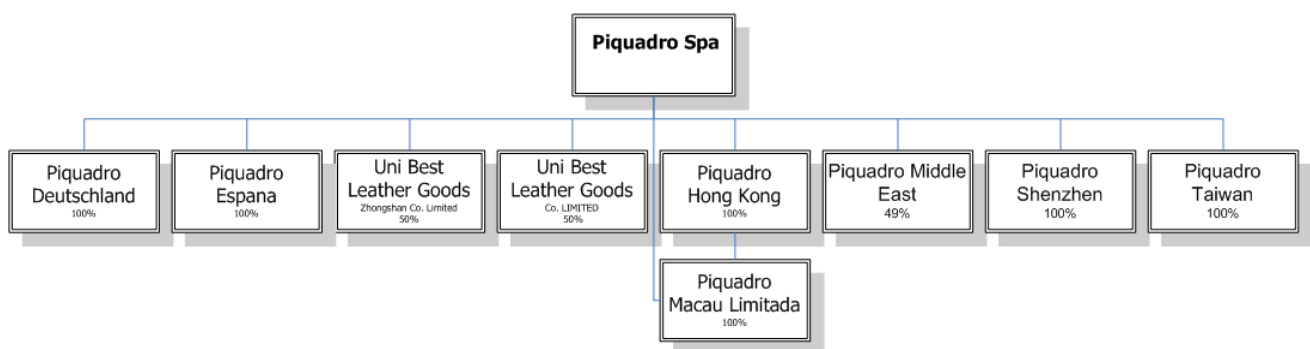 Piquadro Spa
Piquadro
Deutschland
100%
Piquadro
Espana
100%
Uni Best
Leather Goods
Zhongshan Co. Limited
50%
Uni Best
Leather Goods
Co. LIMITED
50%
Piquadro
Hong Kong
100%
Piquadro Middle
East
49%
Piquadro
Shenzhen
100%
Piquadro
Taiwan
100%
Piquadro
Macau Limitada
100%